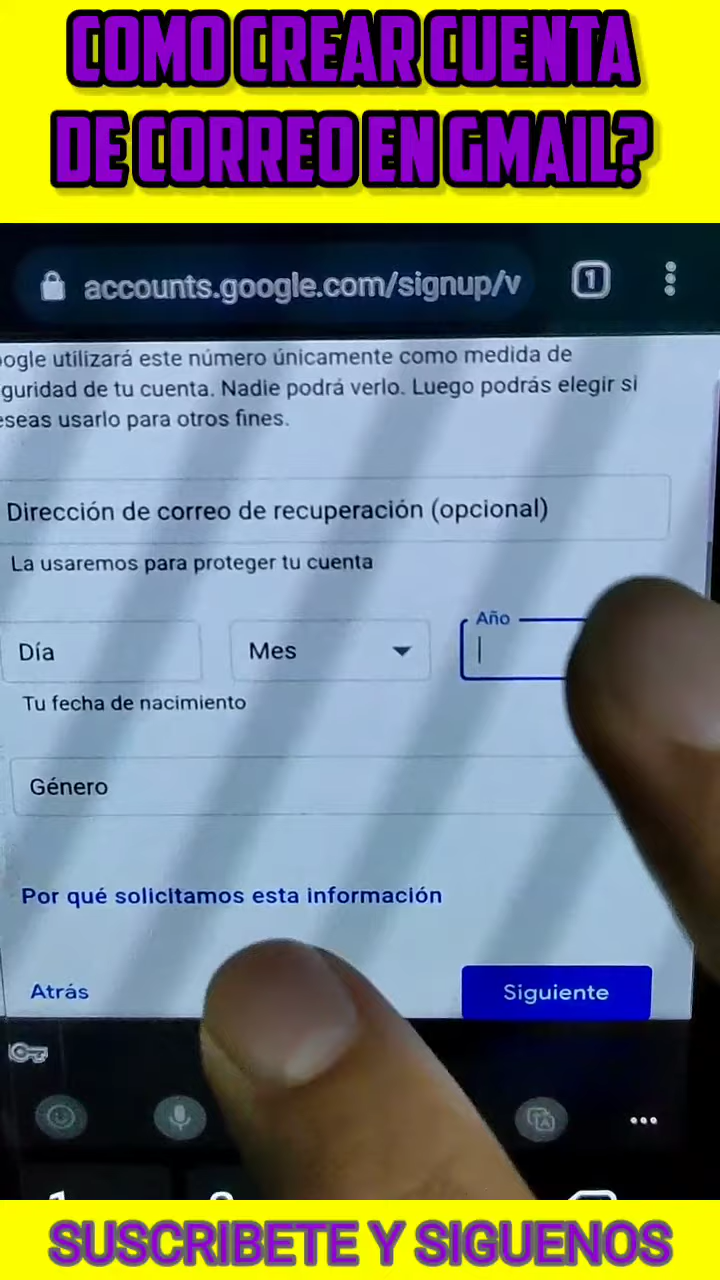 COMO CREAR CUENTA
DE CORREO EN GMAIL?
accounts.google.com/signup/v
1
oogle utilizará este número únicamente como medida de
guridad de tu cuenta. Nadie podrá verlo. Luego podrás elegir si
eseas usarlo para otros fines.
Dirección de correo de recuperación (opcional)
La usaremos para proteger tu cuenta
Año
Día
Mes
Tu fecha de nacimiento
Género
Por qué solicitamos esta información
Atrás
Siguiente
SUSCRIBETE Y SIGUENOS